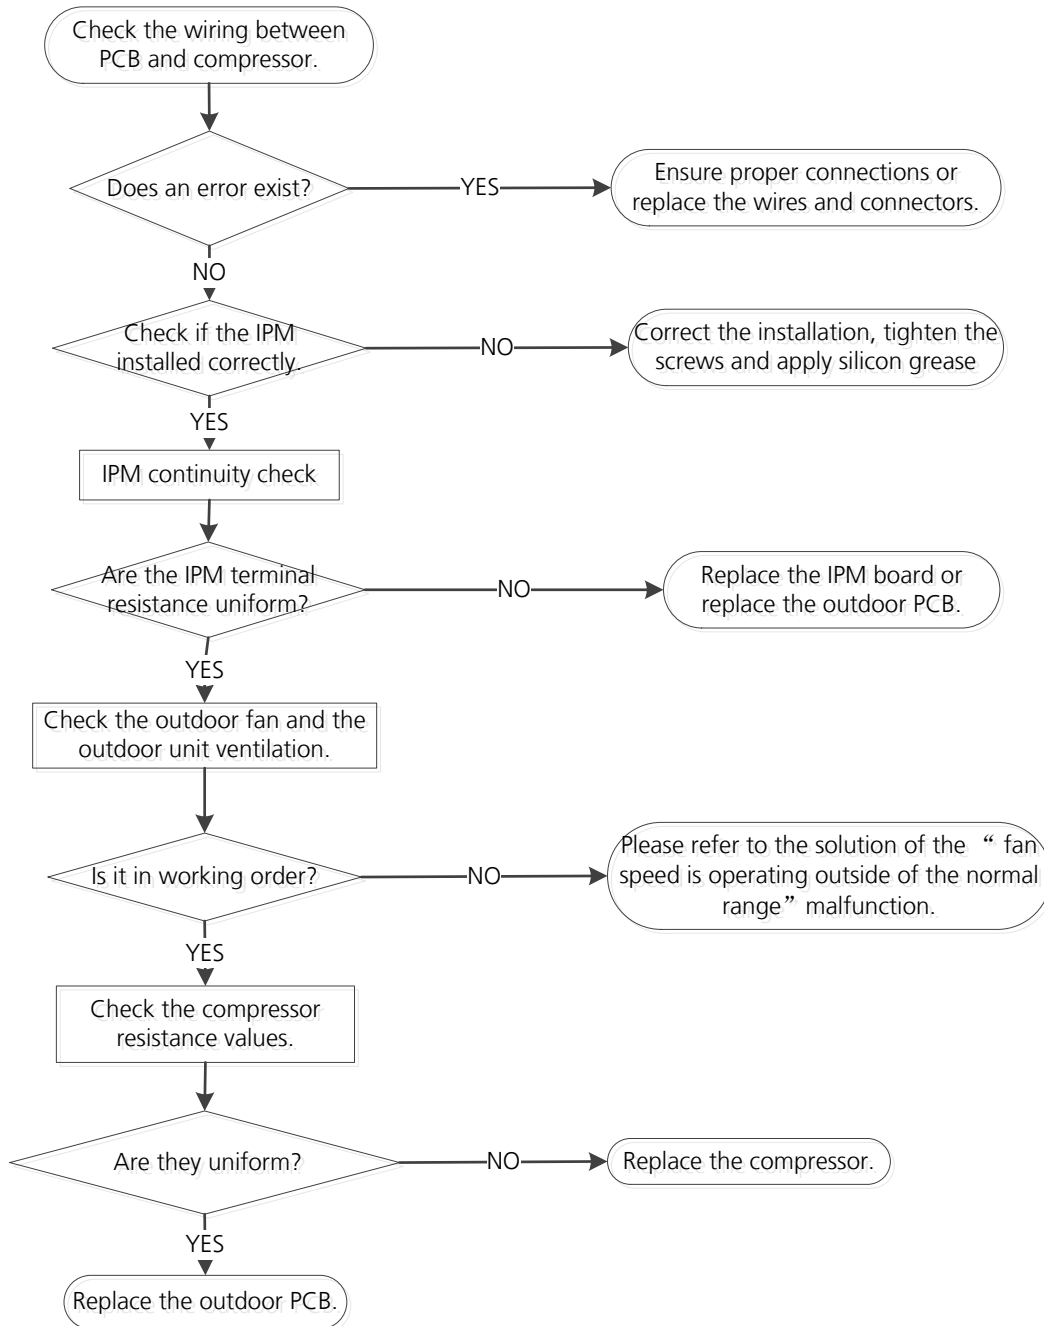 Check the wiring between
PCB and compressor.
Does an error exist?
YES
Ensure proper connections or
replace the wires and connectors.
NO
Check if the IPM
installed correctly.
NO
Correct the installation, tighten the
screws and apply silicon grease
YES
IPM continuity check
Are the IPM terminal
resistance uniform?
NO
Replace the IPM board or
replace the outdoor PCB.
YES
Check the outdoor fan and the
outdoor unit ventilation.
Is it in working order?
NO
Please refer to the solution of the “ fan
speed is operating outside of the normal
range” malfunction.
YES
Check the compressor
resistance values.
Are they uniform?
NO
Replace the compressor.
YES
Replace the outdoor PCB.